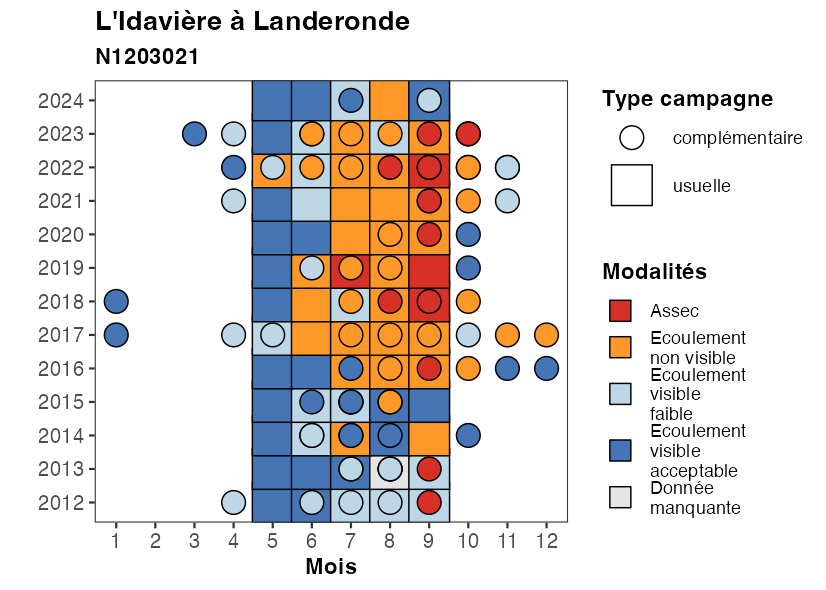 L'Idavière à Landeronde
N1203021
2024
2023
2022
2021
2020
2019
2018
2017
2016
2015
2014
2013
2012
1 2 3 4 5 6 7 8 9 10 11 12
Mois
Type campagne
complémentaire
usuelle
Modalités
Assec
Ecoulement
non visible
Ecoulement
visible
faible
Ecoulement
visible
acceptable
Donnée
manquante